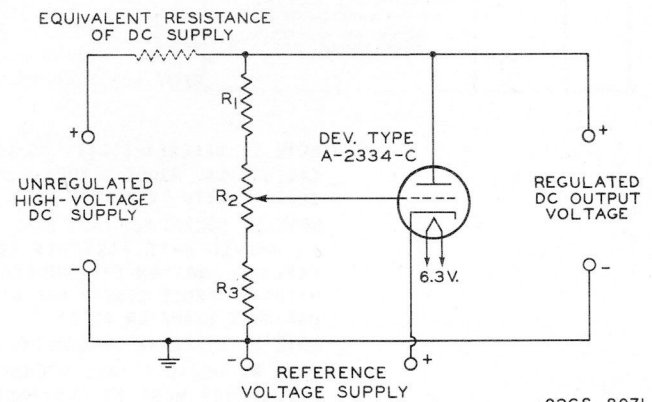 EQUIVALENT RESISTANCE
OF DC SUPPLY
R1
DEV. TYPE
A-2334-C
+
+
UNREGULATED
HIGH-VOLTAGE
DC SUPPLY
R2
REGULATED
DC OUTPUT
VOLTAGE
-
6.3V.
-
R3
-
+
REFERENCE
VOLTAGE SUPPLY